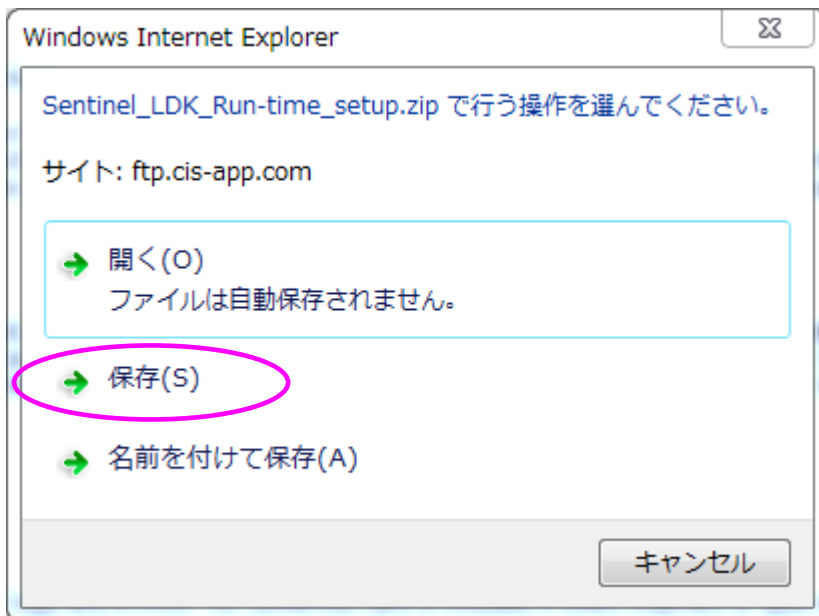 Windows Internet Explorer
Sentinel_LDK_Run-time_setup.zip で行う操作を選んでください。
サイト: ftp.cis-app.com
開く(O)
ファイルは自動保存されません。
保存(S)
名前を付けて保存(A)
キャンセル